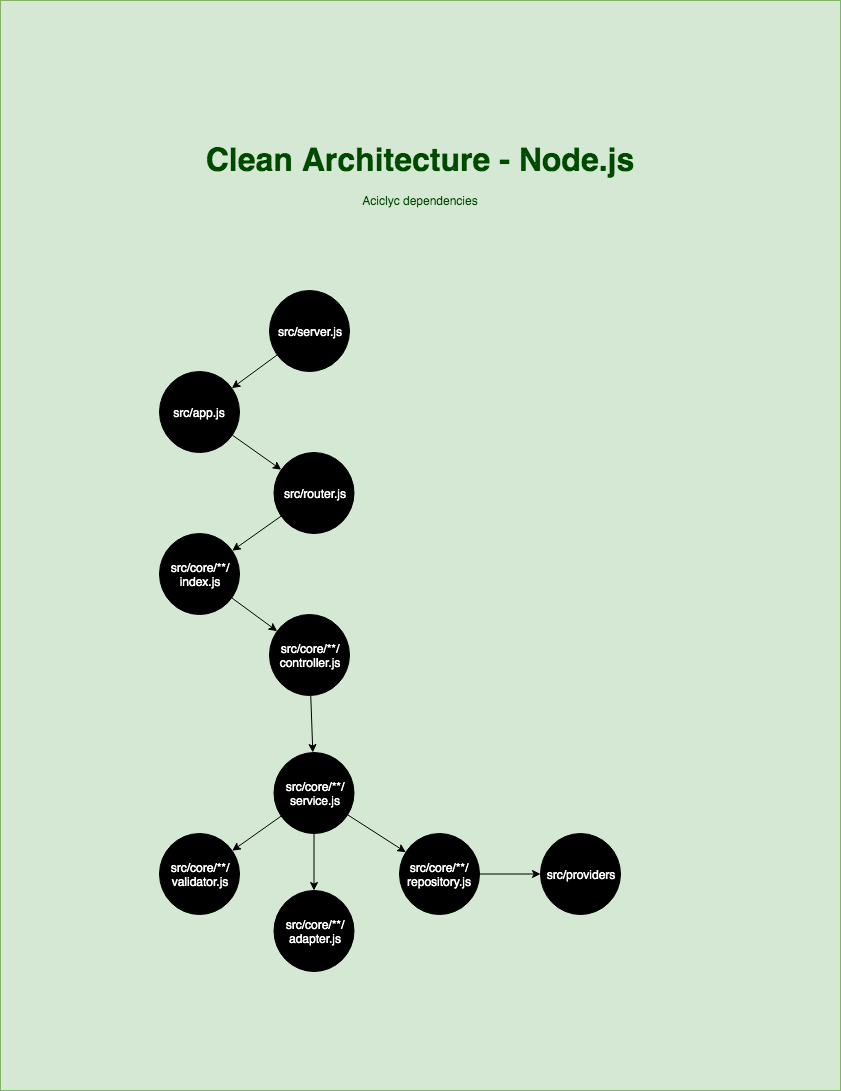 Clean Architecture - Node.js
Aciclyc dependencies
src/server.js
src/app.js
src/router.js
src/core/**/
index.js
src/core/**/
controller.js
src/core/**/
service.js
src/core/**/
validator.js
src/core/**/
adapter.js
src/core/**/
repository.js
src/providers